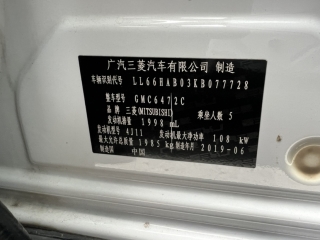 广汽三菱汽车有限公司 制造
车辆识别代号 LL66HAB03KB077728
整车型号 GMC6472C
品牌 三菱(MITSUBISHI) 乘坐人数 5
发动机排量 1998 mL
发动机型号 4J11 发动机最大净功率 108 kW
最大允许总质量 1985 kg 制造年月 2019-06
制造国 中国